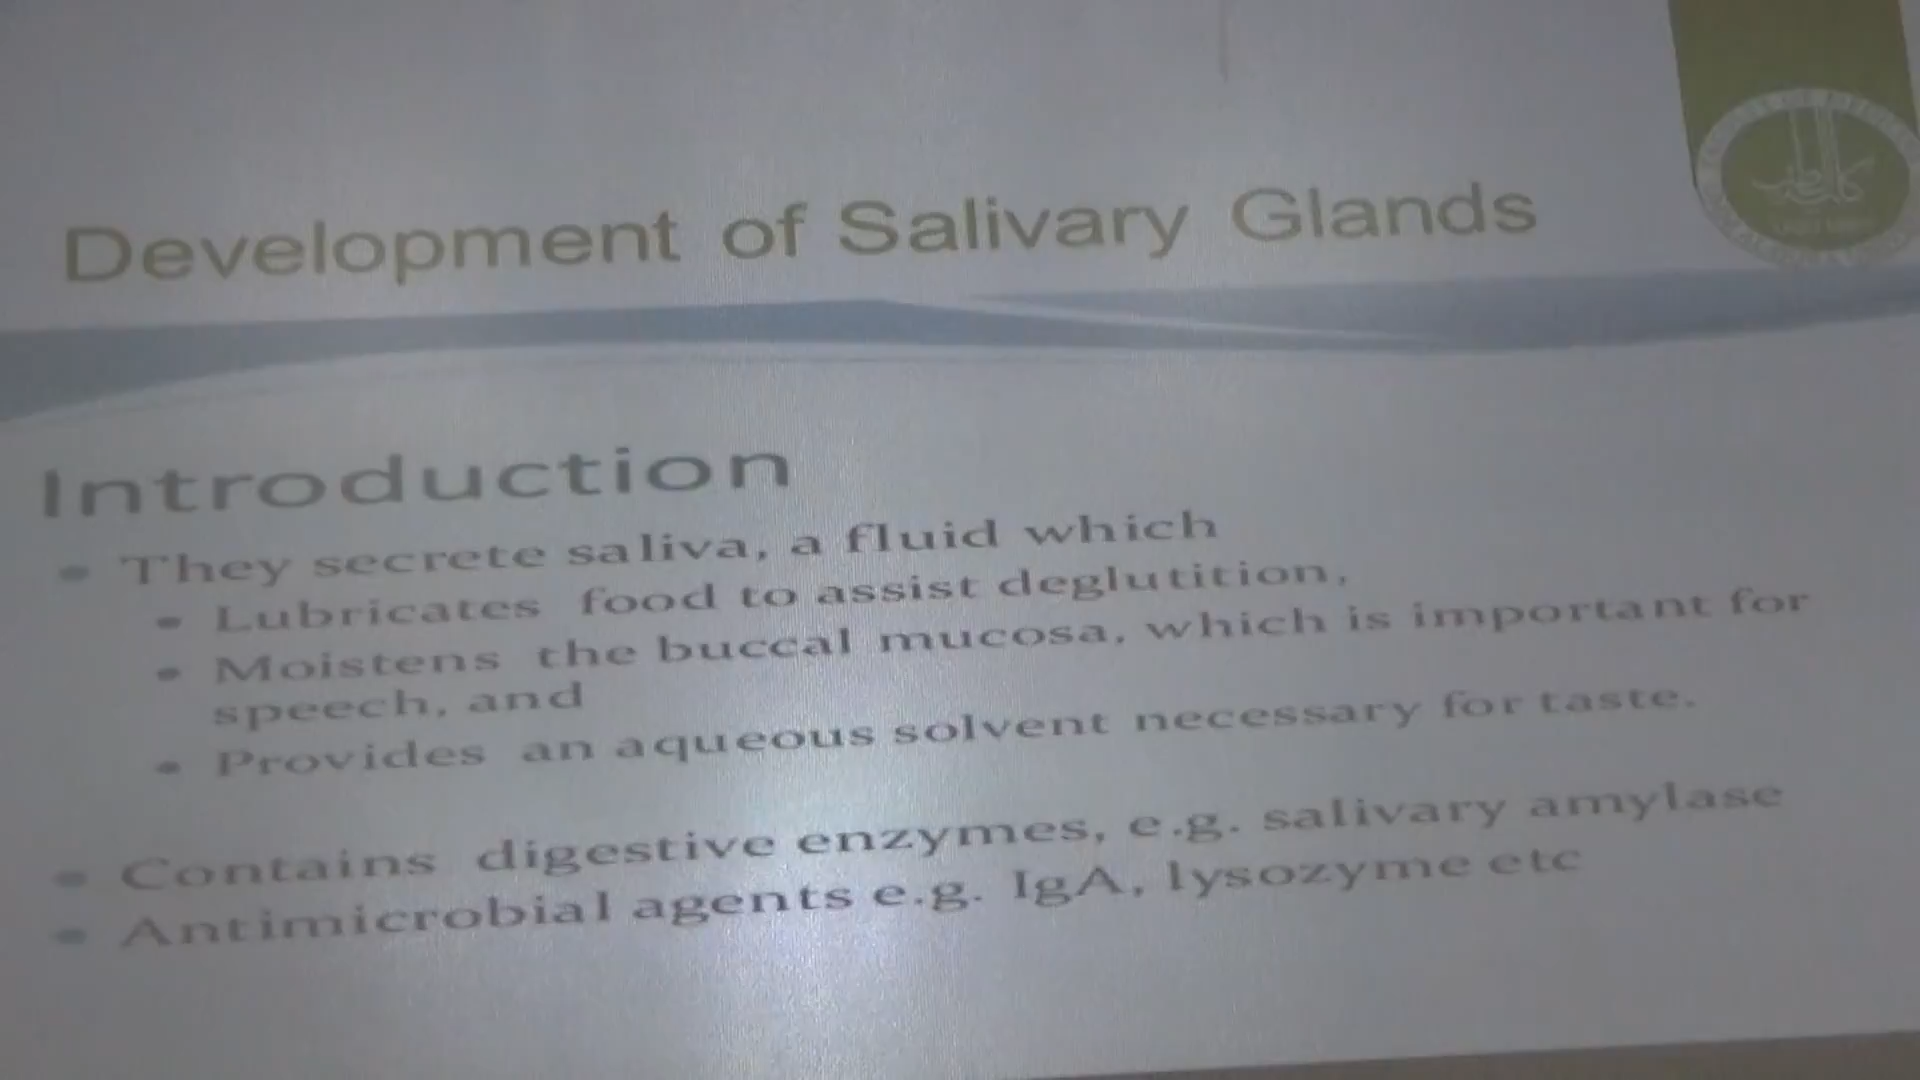 Development of Salivary Glands
Introduction
• They secrete saliva, a fluid which
• Lubricates food to assist deglutition,
• Moistens the buccal mucosa, which is important for
speech, and
• Provides an aqueous solvent necessary for taste.
• Contains digestive enzymes, e.g. salivary amylase
• Antimicrobial agents e.g. IgA, lysozyme etc